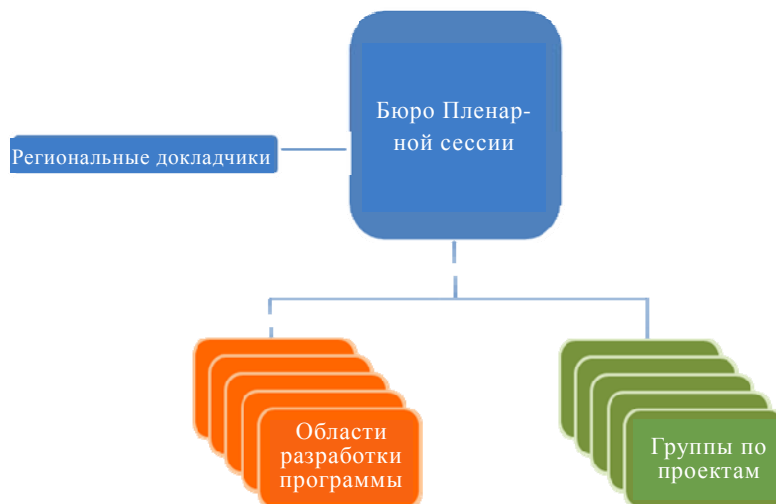 Бюро Пленар-
ной сессии
Региональные докладчики
Области
разработки
программы
Группы по
проектам